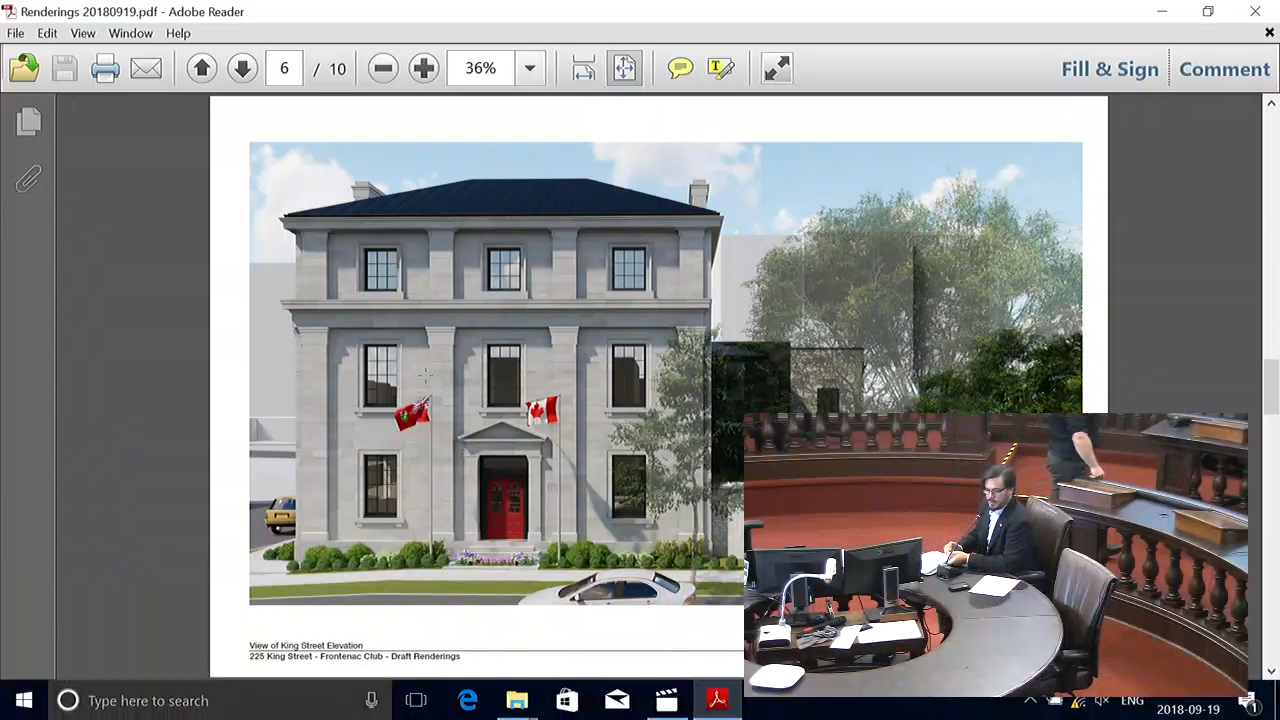 Renderings 20180919.pdf - Adobe Reader
File Edit View Window Help
6 / 10
36%
Fill & Sign
Comment
View of King Street Elevation
225 King Street - Frontenac Club - Draft Renderings
Type here to search
ENG
2018-09-19
1